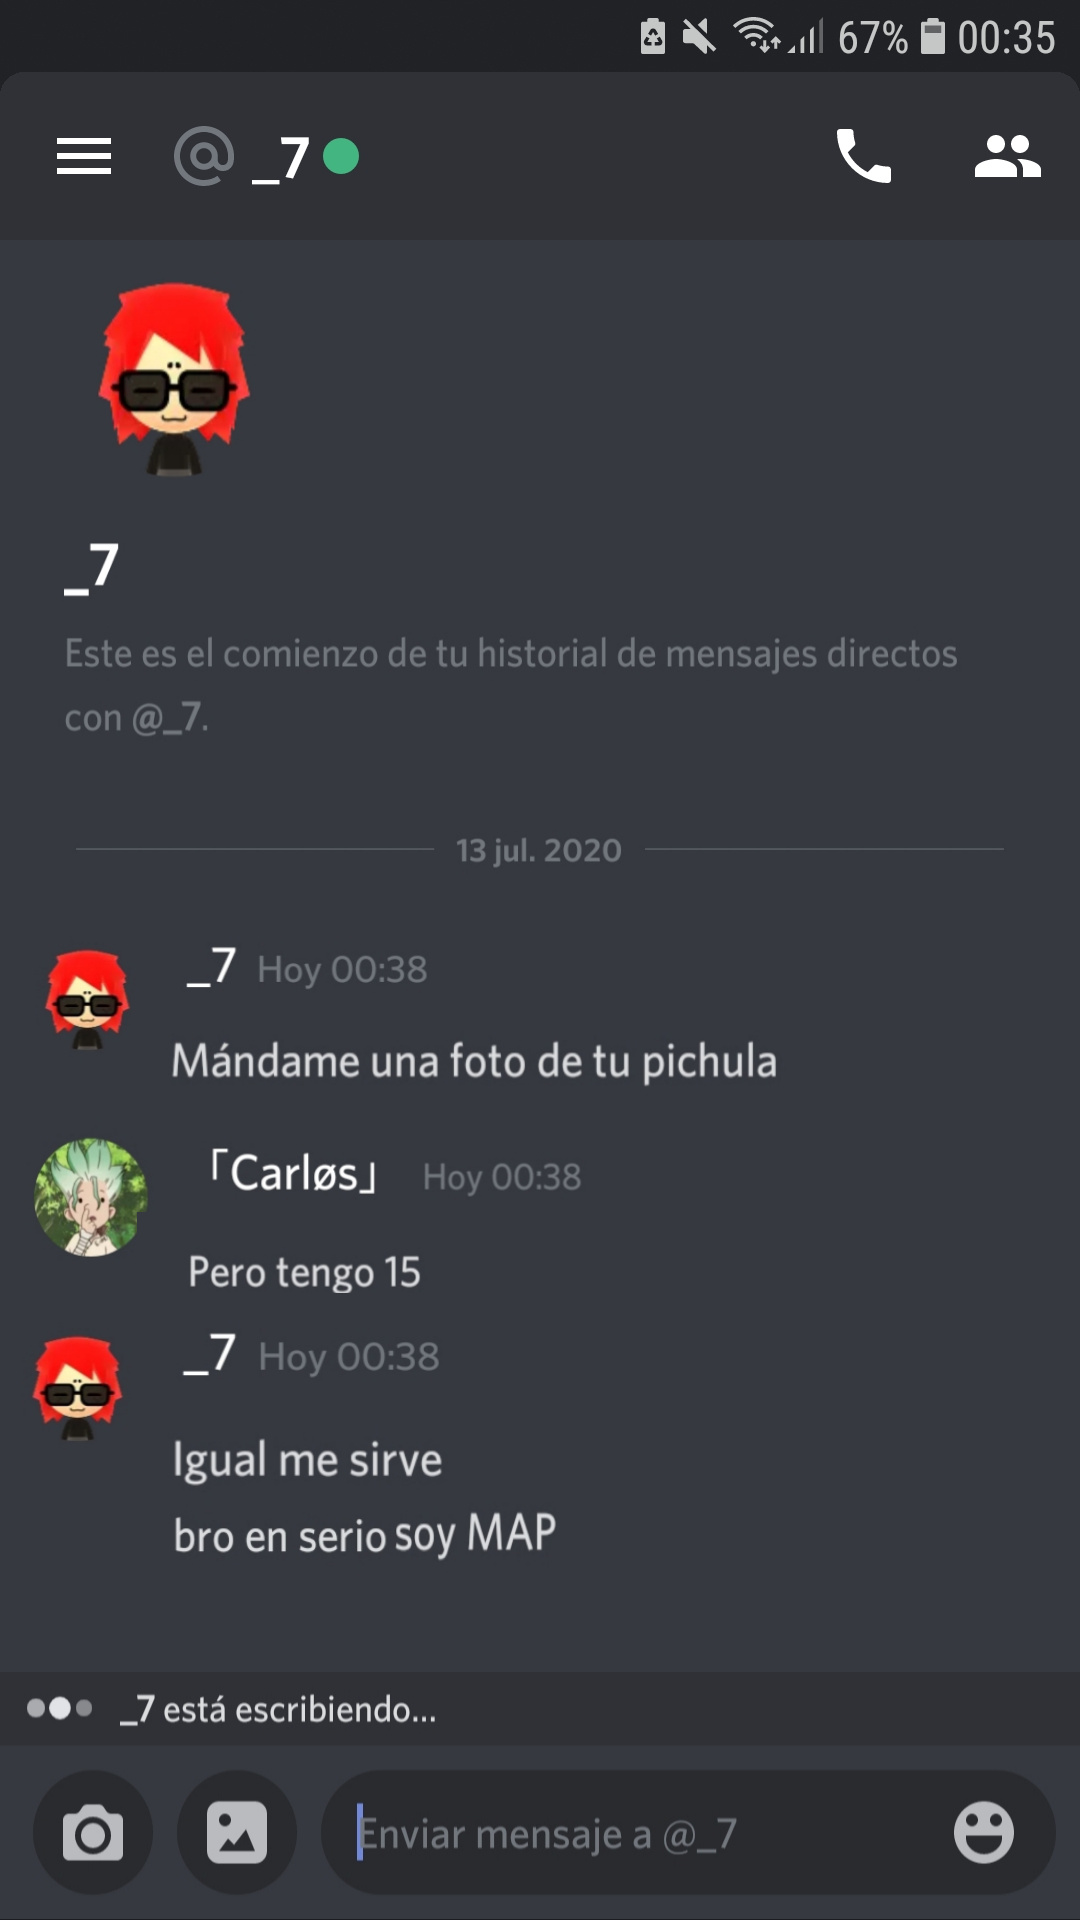 67% 00:35
@ _7
_7
Este es el comienzo de tu historial de mensajes directos
con @_7.
13 jul. 2020
_7 Hoy 00:38
Mándame una foto de tu pichula
「Carløs」 Hoy 00:38
Pero tengo 15
_7 Hoy 00:38
Igual me sirve
bro en serio soy MAP
_7 está escribiendo...
Enviar mensaje a @_7